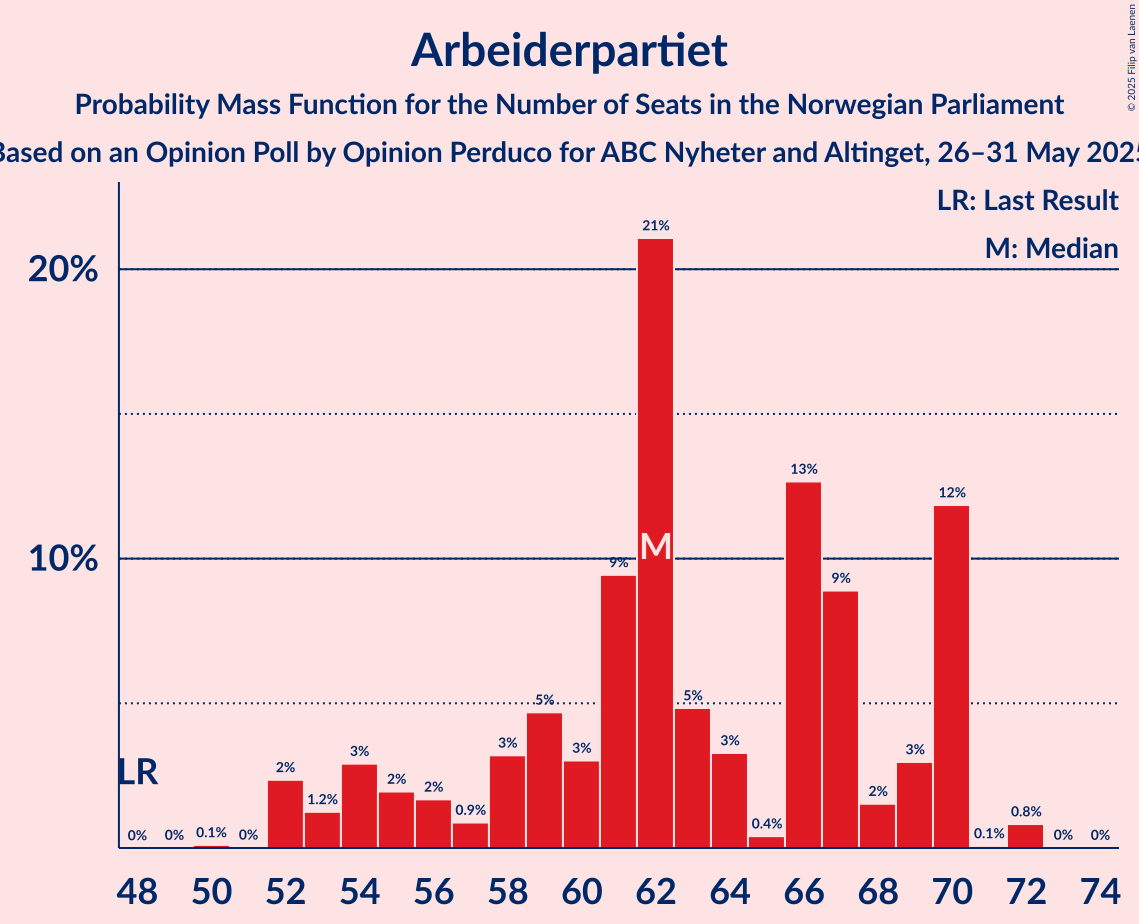 Arbeiderpartiet
Probability Mass Function for the Number of Seats in the Norwegian Parliament
Based on an Opinion Poll by Opinion Perduco for ABC Nyheter and Altinget, 26–31 May 2025
© 2025 Filip van Laenen
LR: Last Result
M: Median
20%
10%
LR
M
0% 0% 0.1% 0% 2% 1.2% 3% 2% 2% 0.9% 3% 5% 3% 9% 21% 5% 3% 0.4% 13% 9% 2% 3% 12% 0.1% 0.8% 0% 0%
48 50 52 54 56 58 60 62 64 66 68 70 72 74